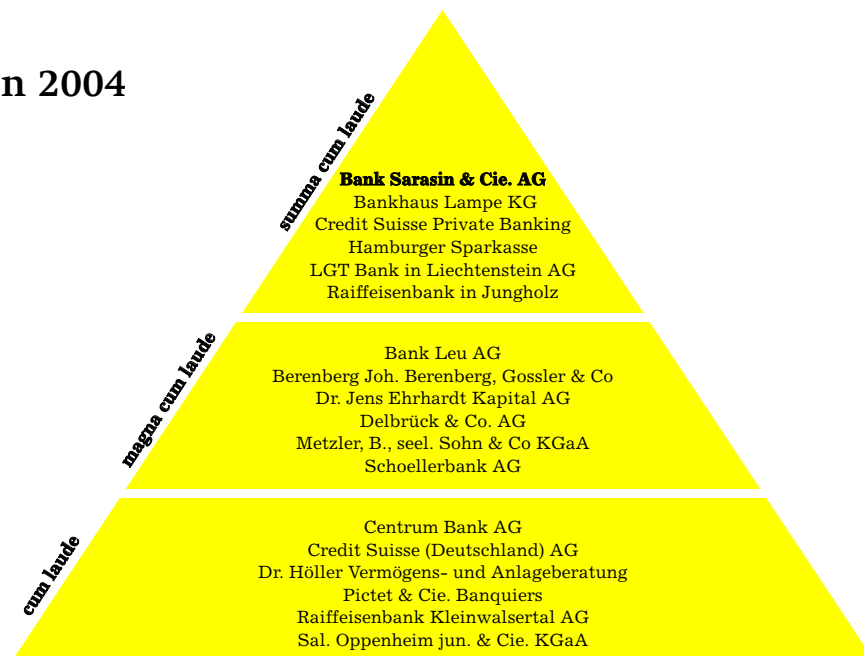 n 2004
summa cum laude
Bank Sarasin & Cie. AG
Bankhaus Lampe KG
Credit Suisse Private Banking
Hamburger Sparkasse
LGT Bank in Liechtenstein AG
Raiffeisenbank in Jungholz
magna cum laude
Bank Leu AG
Berenberg Joh. Berenberg, Gossler & Co
Dr. Jens Ehrhardt Kapital AG
Delbrück & Co. AG
Metzler, B., seel. Sohn & Co KGaA
Schoellerbank AG
cum laude
Centrum Bank AG
Credit Suisse (Deutschland) AG
Dr. Höller Vermögens- und Anlageberatung
Pictet & Cie. Banquiers
Raiffeisenbank Kleinwalsertal AG
Sal. Oppenheim jun. & Cie. KGaA